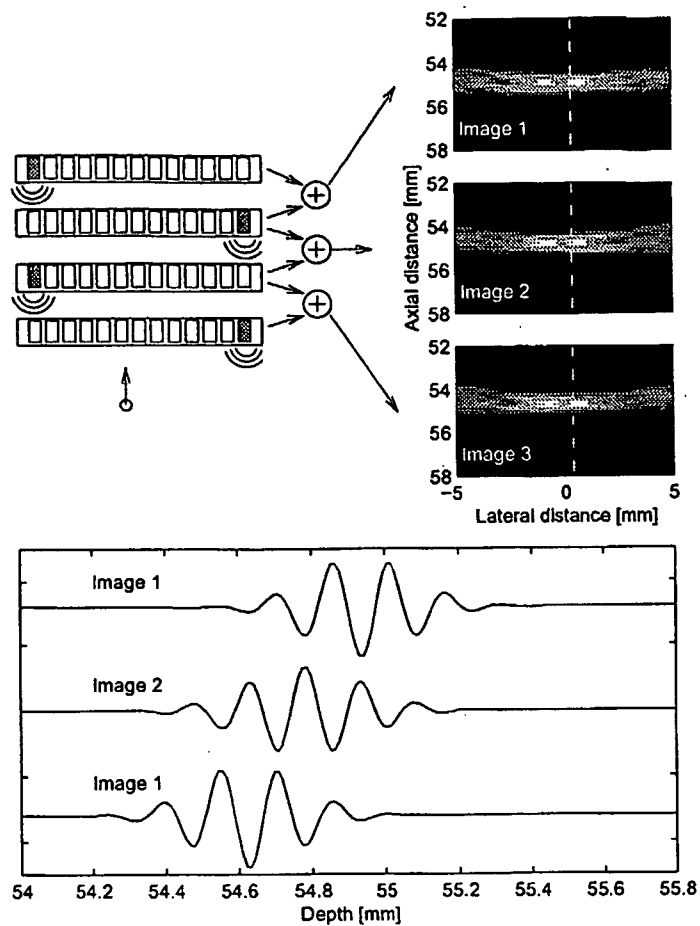 52
54
56
58
Image 1
52
54
56
58
Image 2
52
54
56
58
Image 3
Axial distance [mm]
−5 0 5
Lateral distance [mm]
Image 1
Image 2
Image 1
54 54.2 54.4 54.6 54.8 55 55.2 55.4 55.6 55.8
Depth [mm]